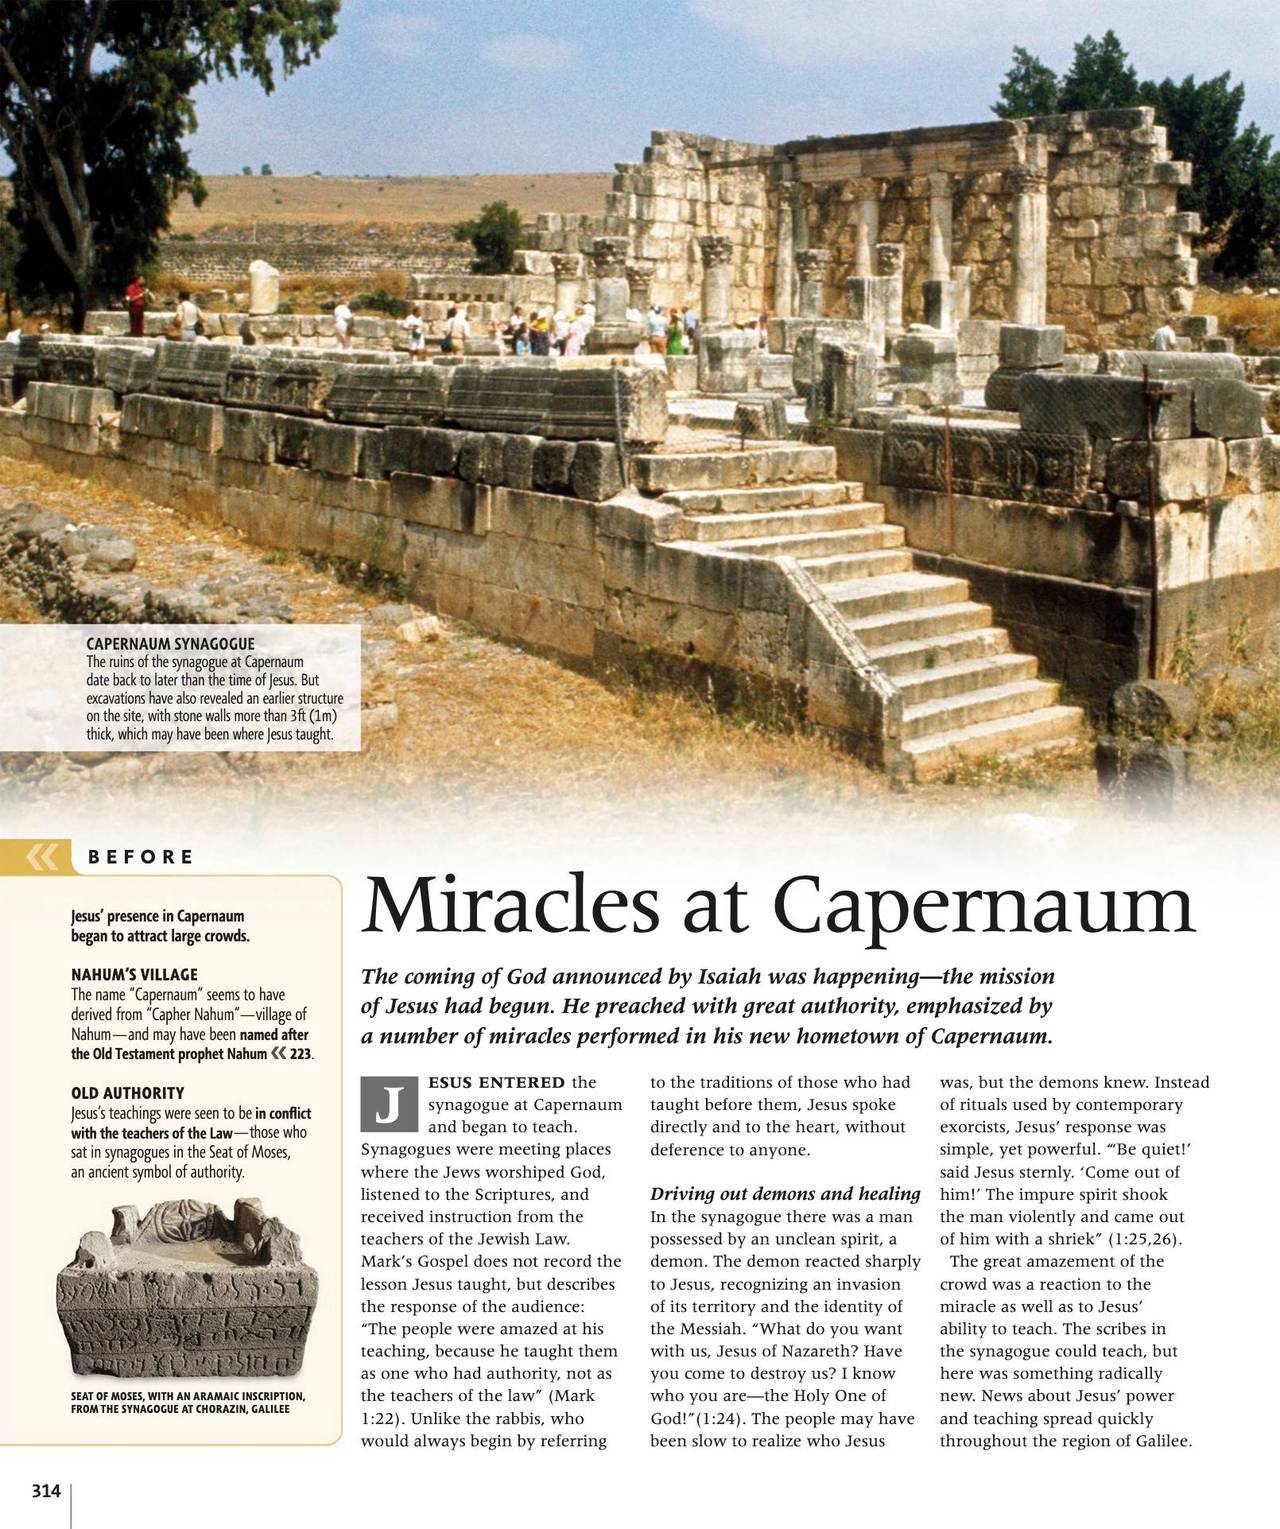 CAPERNAUM SYNAGOGUE
The ruins of the synagogue at Capernaum
date back to later than the time of Jesus. But
excavations have also revealed an earlier structure
on the site, with stone walls more than 3ft (1m)
thick, which may have been where Jesus taught.
BEFORE
Jesus’ presence in Capernaum
began to attract large crowds.
NAHUM’S VILLAGE
The name “Capernaum” seems to have
derived from “Capher Nahum”—village of
Nahum—and may have been named after
the Old Testament prophet Nahum « 223.
OLD AUTHORITY
Jesus’s teachings were seen to be in conflict
with the teachers of the Law—those who
sat in synagogues in the Seat of Moses,
an ancient symbol of authority.
SEAT OF MOSES, WITH AN ARAMAIC INSCRIPTION,
FROM THE SYNAGOGUE AT CHORAZIN, GALILEE
Miracles at Capernaum
The coming of God announced by Isaiah was happening—the mission
of Jesus had begun. He preached with great authority, emphasized by
a number of miracles performed in his new hometown of Capernaum.
JESUS ENTERED the
synagogue at Capernaum
and began to teach.
Synagogues were meeting places
where the Jews worshiped God,
listened to the Scriptures, and
received instruction from the
teachers of the Jewish Law.
Mark’s Gospel does not record the
lesson Jesus taught, but describes
the response of the audience:
“The people were amazed at his
teaching, because he taught them
as one who had authority, not as
the teachers of the law” (Mark
1:22). Unlike the rabbis, who
would always begin by referring
to the traditions of those who had
taught before them, Jesus spoke
directly and to the heart, without
deference to anyone.
Driving out demons and healing
In the synagogue there was a man
possessed by an unclean spirit, a
demon. The demon reacted sharply
to Jesus, recognizing an invasion
of its territory and the identity of
the Messiah. “What do you want
with us, Jesus of Nazareth? Have
you come to destroy us? I know
who you are—the Holy One of
God!”(1:24). The people may have
been slow to realize who Jesus
was, but the demons knew. Instead
of rituals used by contemporary
exorcists, Jesus’ response was
simple, yet powerful. “‘Be quiet!’
said Jesus sternly. ‘Come out of
him!’ The impure spirit shook
the man violently and came out
of him with a shriek” (1:25,26).
The great amazement of the
crowd was a reaction to the
miracle as well as to Jesus’
ability to teach. The scribes in
the synagogue could teach, but
here was something radically
new. News about Jesus’ power
and teaching spread quickly
throughout the region of Galilee.
314